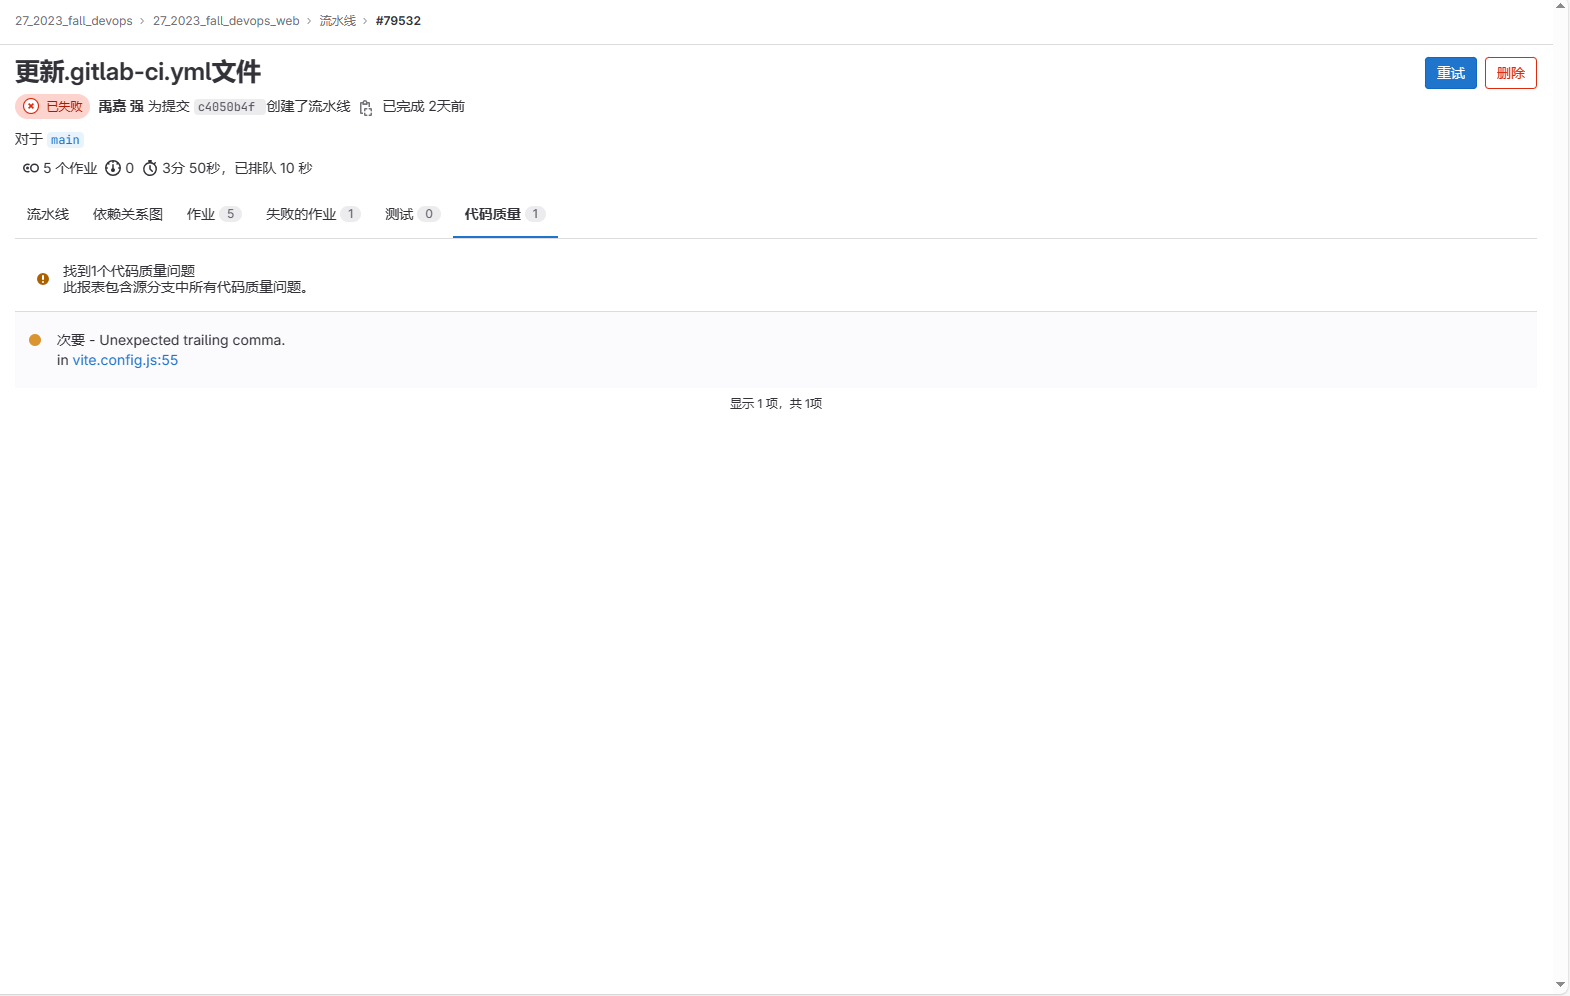 27_2023_fall_devops › 27_2023_fall_devops_web › 流水线 › #79532
更新.gitlab-ci.yml文件
重试 删除
已失败 禹嘉 强 为提交 c4050b4f 创建了流水线 已完成 2天前
对于 main
5 个作业 0 3分 50秒，已排队 10 秒
流水线 依赖关系图 作业 5 失败的作业 1 测试 0 代码质量 1
找到1个代码质量问题
此报表包含源分支中所有代码质量问题。
次要 - Unexpected trailing comma.
in vite.config.js:55
显示 1 项，共 1项